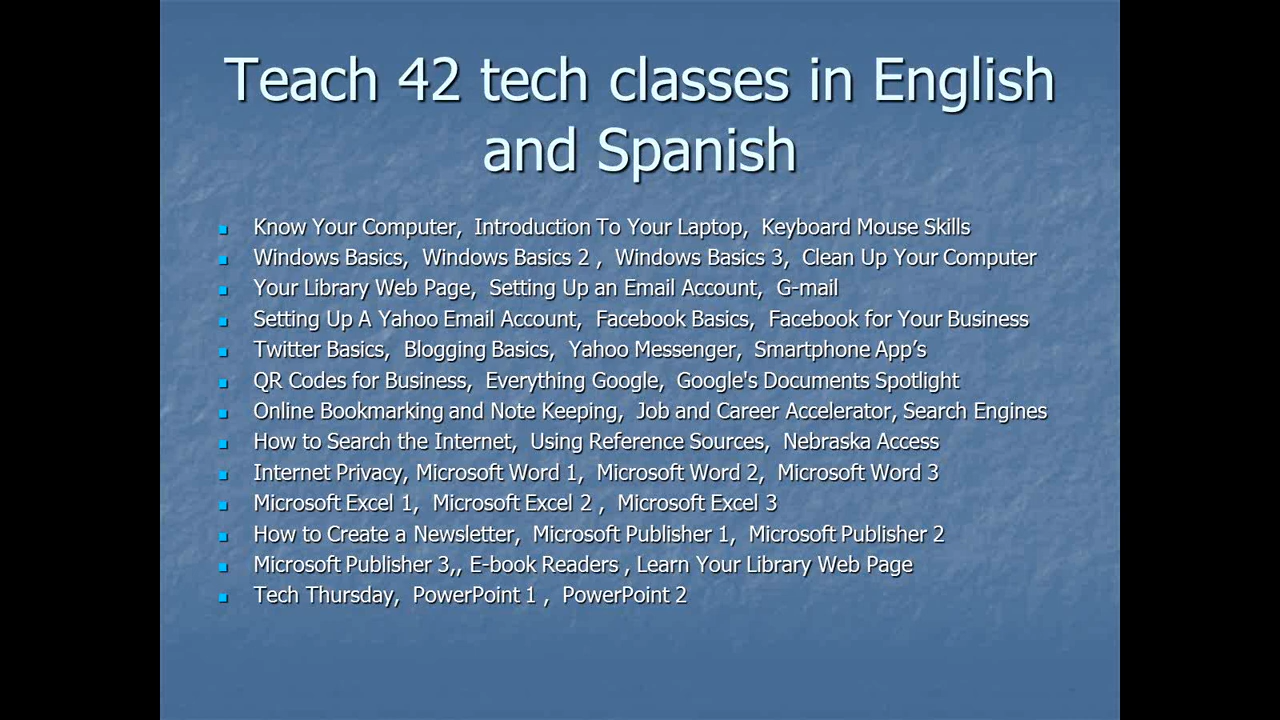 Teach 42 tech classes in English
and Spanish
Know Your Computer, Introduction To Your Laptop, Keyboard Mouse Skills
Windows Basics, Windows Basics 2 , Windows Basics 3, Clean Up Your Computer
Your Library Web Page, Setting Up an Email Account, G-mail
Setting Up A Yahoo Email Account, Facebook Basics, Facebook for Your Business
Twitter Basics, Blogging Basics, Yahoo Messenger, Smartphone App’s
QR Codes for Business, Everything Google, Google's Documents Spotlight
Online Bookmarking and Note Keeping, Job and Career Accelerator, Search Engines
How to Search the Internet, Using Reference Sources, Nebraska Access
Internet Privacy, Microsoft Word 1, Microsoft Word 2, Microsoft Word 3
Microsoft Excel 1, Microsoft Excel 2 , Microsoft Excel 3
How to Create a Newsletter, Microsoft Publisher 1, Microsoft Publisher 2
Microsoft Publisher 3,, E-book Readers , Learn Your Library Web Page
Tech Thursday, PowerPoint 1 , PowerPoint 2